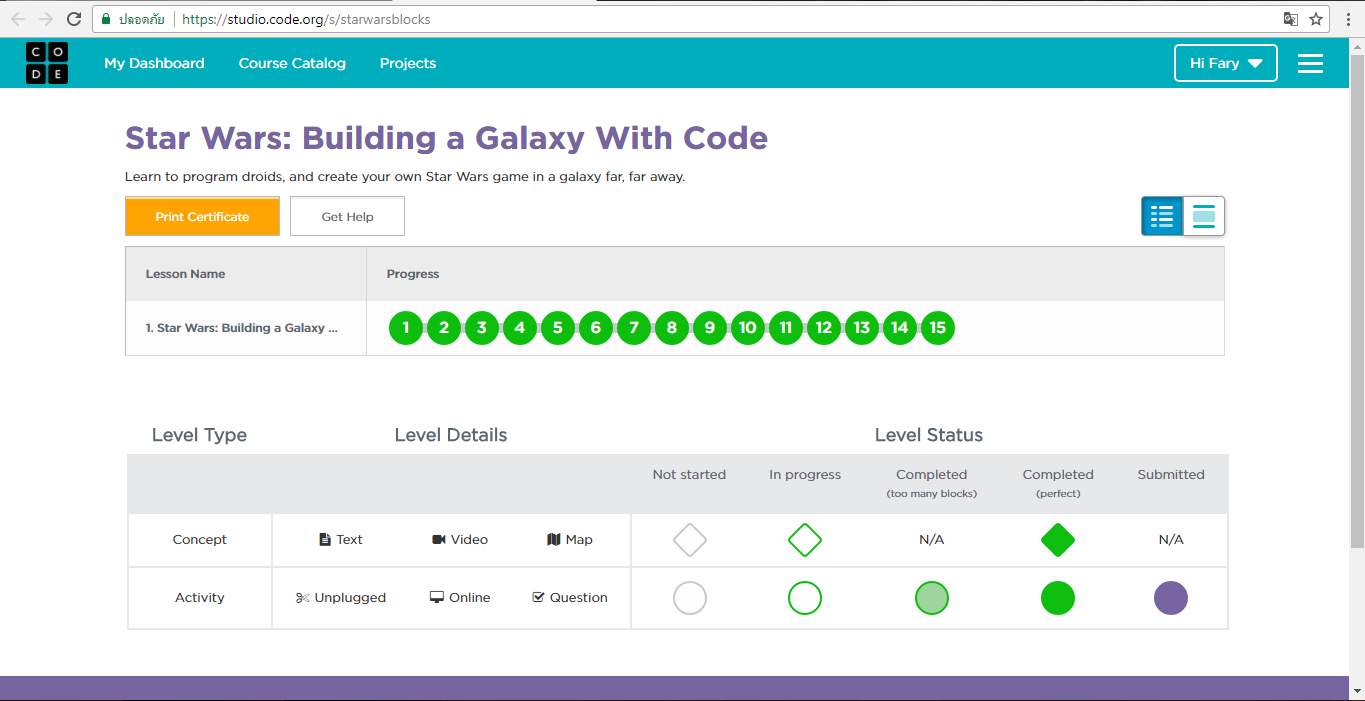 ปลอดภัย https://studio.code.org/s/starwarsblocks
C O D E
My Dashboard Course Catalog Projects Hi Fary
Star Wars: Building a Galaxy With Code
Learn to program droids, and create your own Star Wars game in a galaxy far, far away.
Print Certificate Get Help
Lesson Name Progress
1. Star Wars: Building a Galaxy ... 1 2 3 4 5 6 7 8 9 10 11 12 13 14 15
Level Type Level Details Level Status
Not started In progress Completed Completed Submitted
(too many blocks) (perfect)
Concept Text Video Map N/A N/A
Activity Unplugged Online Question